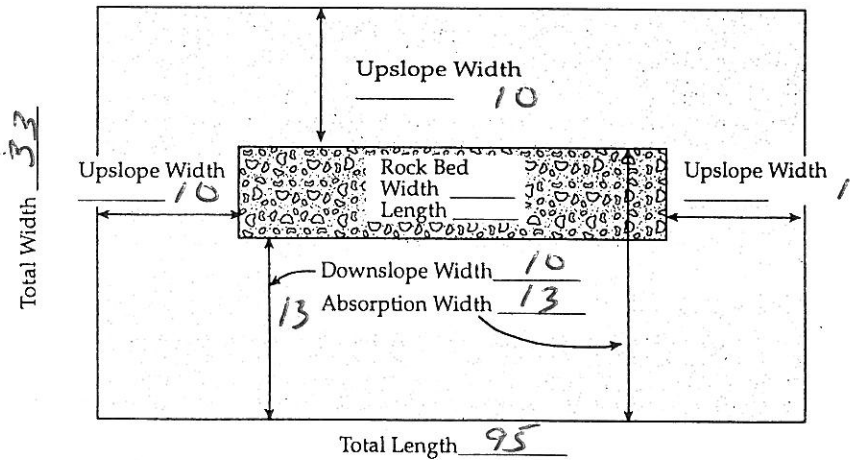 Upslope Width
10
Total Width 33
Upslope Width
10
Rock Bed
Width
Length
Upslope Width
1
Downslope Width 10
13 Absorption Width 13
Total Length 95